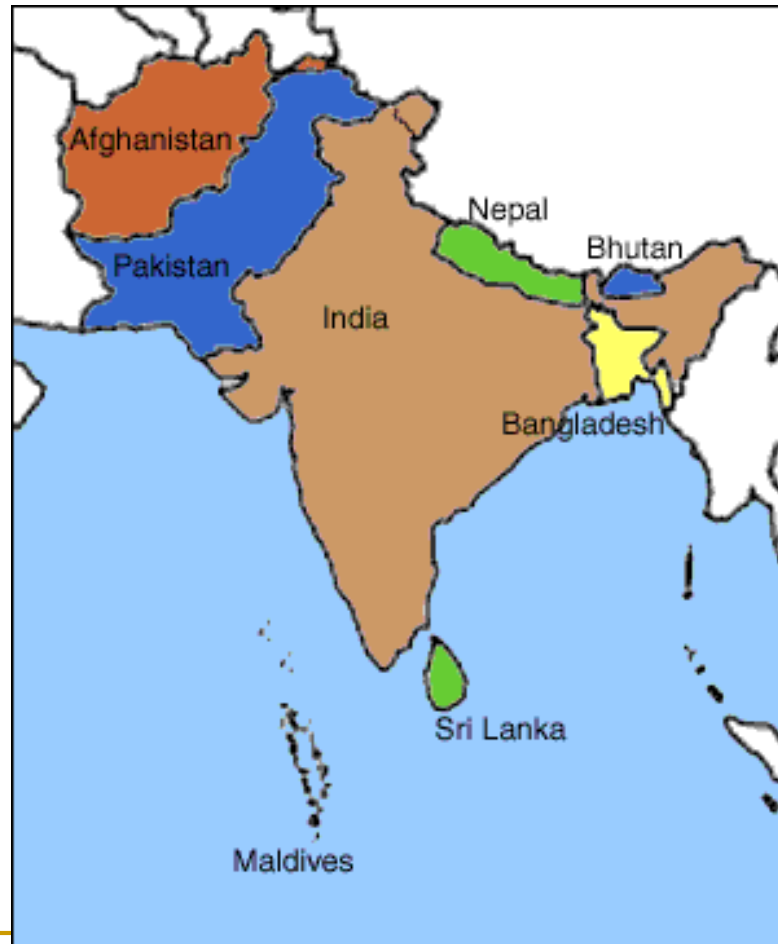 Afghanistan
Nepal
Bhutan
Pakistan
India
Bangladesh
Sri Lanka
Maldives